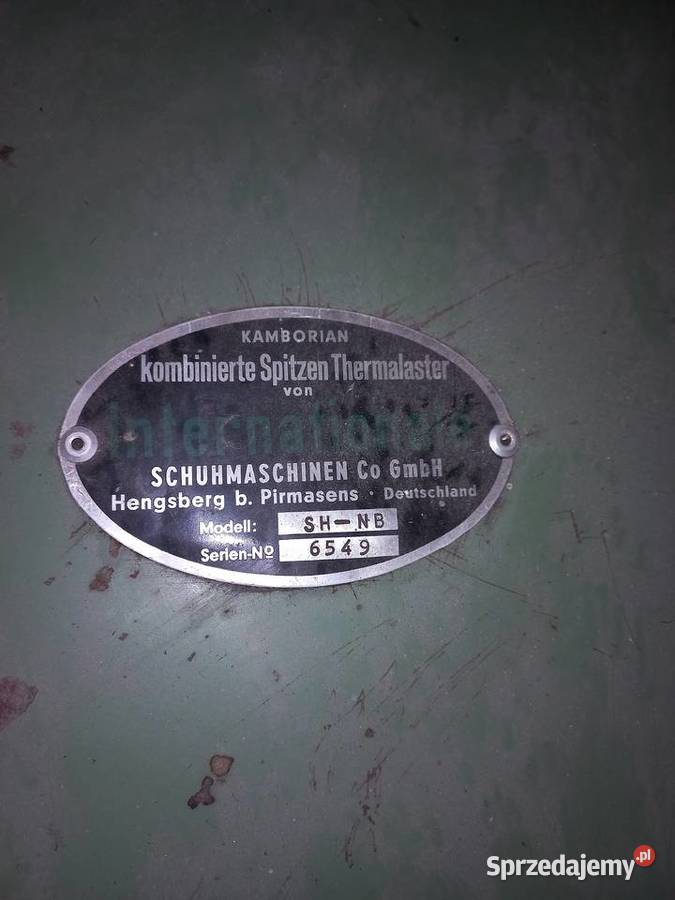 KAMBORIAN
kombinierte Spitzen Thermalaster
von
Internationale
SCHUHMASCHINEN Co GmbH
Hengsberg b. Pirmasens · Deutschland
Modell: SH-NB
Serien-No 6549
Sprzedajemy.pl